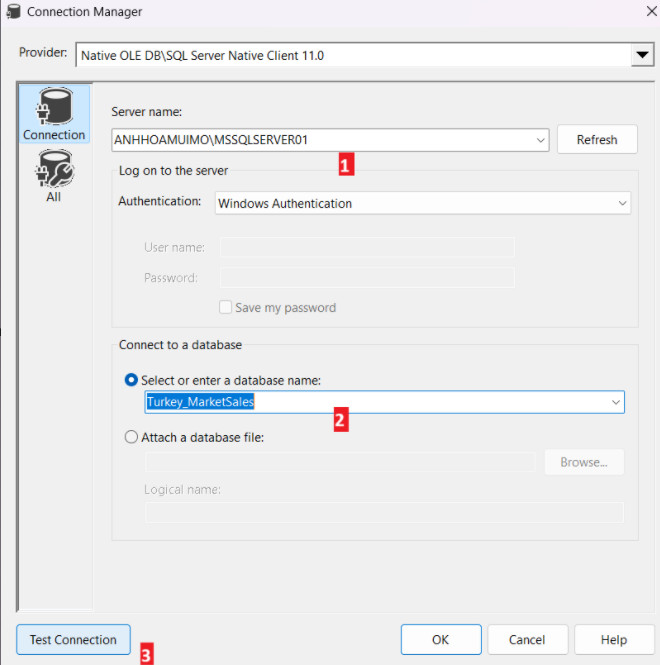 Connection Manager
Provider: Native OLE DB\SQL Server Native Client 11.0
Connection
All
Server name:
ANHHOAMUIMO\MSSQLSERVER01
Refresh
1
Log on to the server
Authentication: Windows Authentication
User name:
Password:
Save my password
Connect to a database
Select or enter a database name:
Turkey_MarketSales
2
Attach a database file:
Browse...
Logical name:
Test Connection
3
OK
Cancel
Help